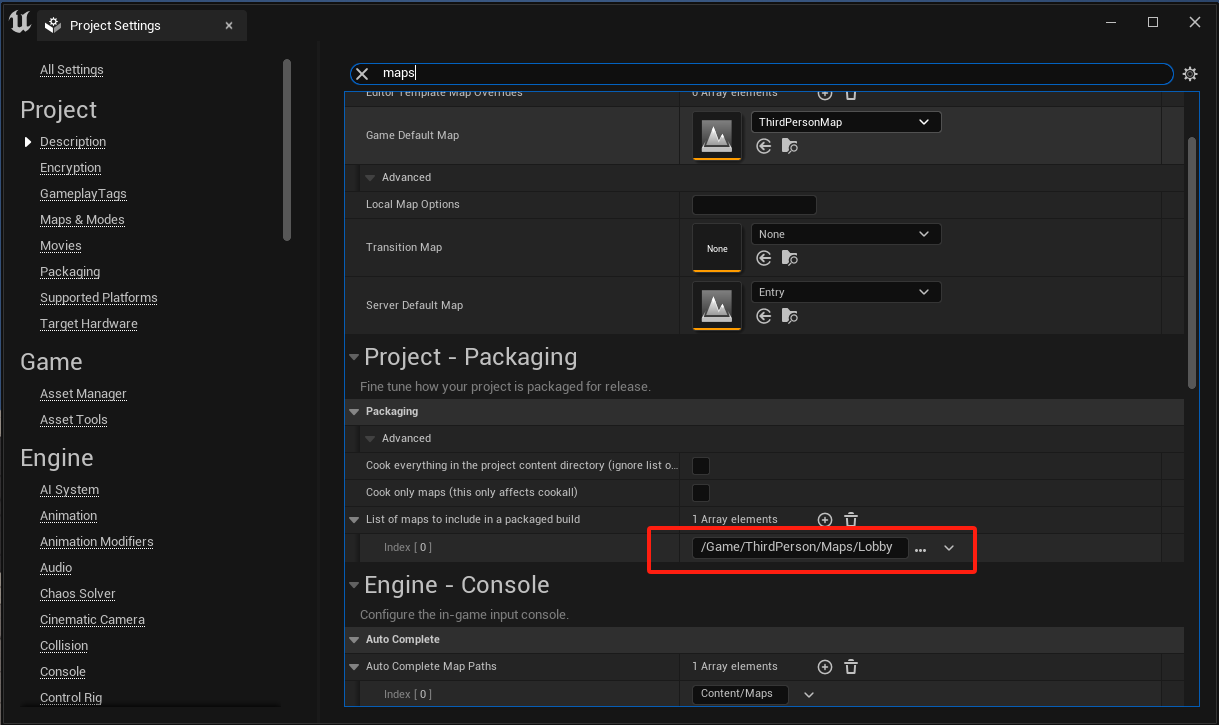 Project Settings
All Settings
Project
Description
Encryption
GameplayTags
Maps & Modes
Movies
Packaging
Supported Platforms
Target Hardware
Game
Asset Manager
Asset Tools
Engine
AI System
Animation
Animation Modifiers
Audio
Chaos Solver
Cinematic Camera
Collision
Console
Control Rig
maps
Editor Template Map Overrides
0 Array elements
Game Default Map
ThirdPersonMap
Advanced
Local Map Options
Transition Map
None
None
Server Default Map
Entry
Project - Packaging
Fine tune how your project is packaged for release.
Packaging
Advanced
Cook everything in the project content directory (ignore list o...
Cook only maps (this only affects cookall)
List of maps to include in a packaged build
1 Array elements
Index [ 0 ]
/Game/ThirdPerson/Maps/Lobby
...
Engine - Console
Configure the in-game input console.
Auto Complete
Auto Complete Map Paths
1 Array elements
Index [ 0 ]
Content/Maps